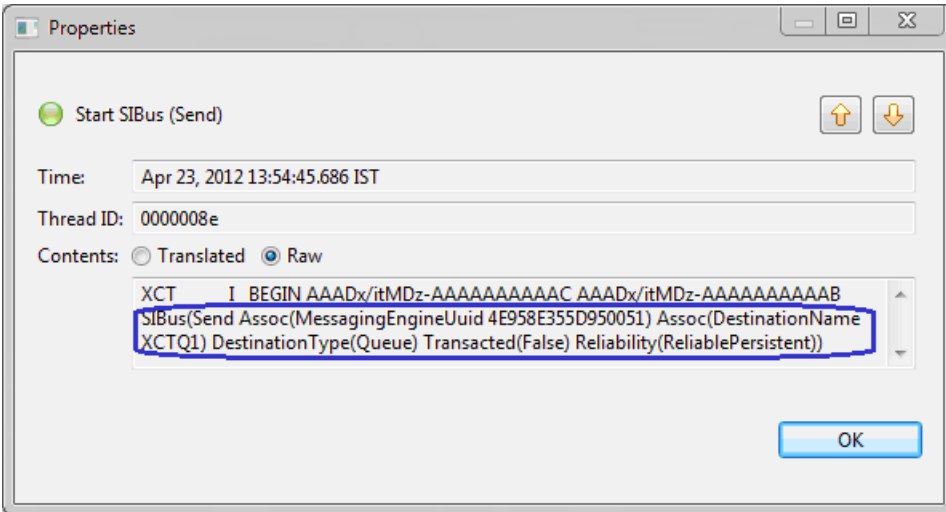 Properties
Start SIBus (Send)
Time: Apr 23, 2012 13:54:45.686 IST
Thread ID: 0000008e
Contents: Translated Raw
XCT I BEGIN AAADx/itMDz-AAAAAAAAAAC AAADx/itMDz-AAAAAAAAAAB
SIBus(Send Assoc(MessagingEngineUuid 4E958E355D950051) Assoc(DestinationName
XCTQ1) DestinationType(Queue) Transacted(False) Reliability(ReliablePersistent))
OK